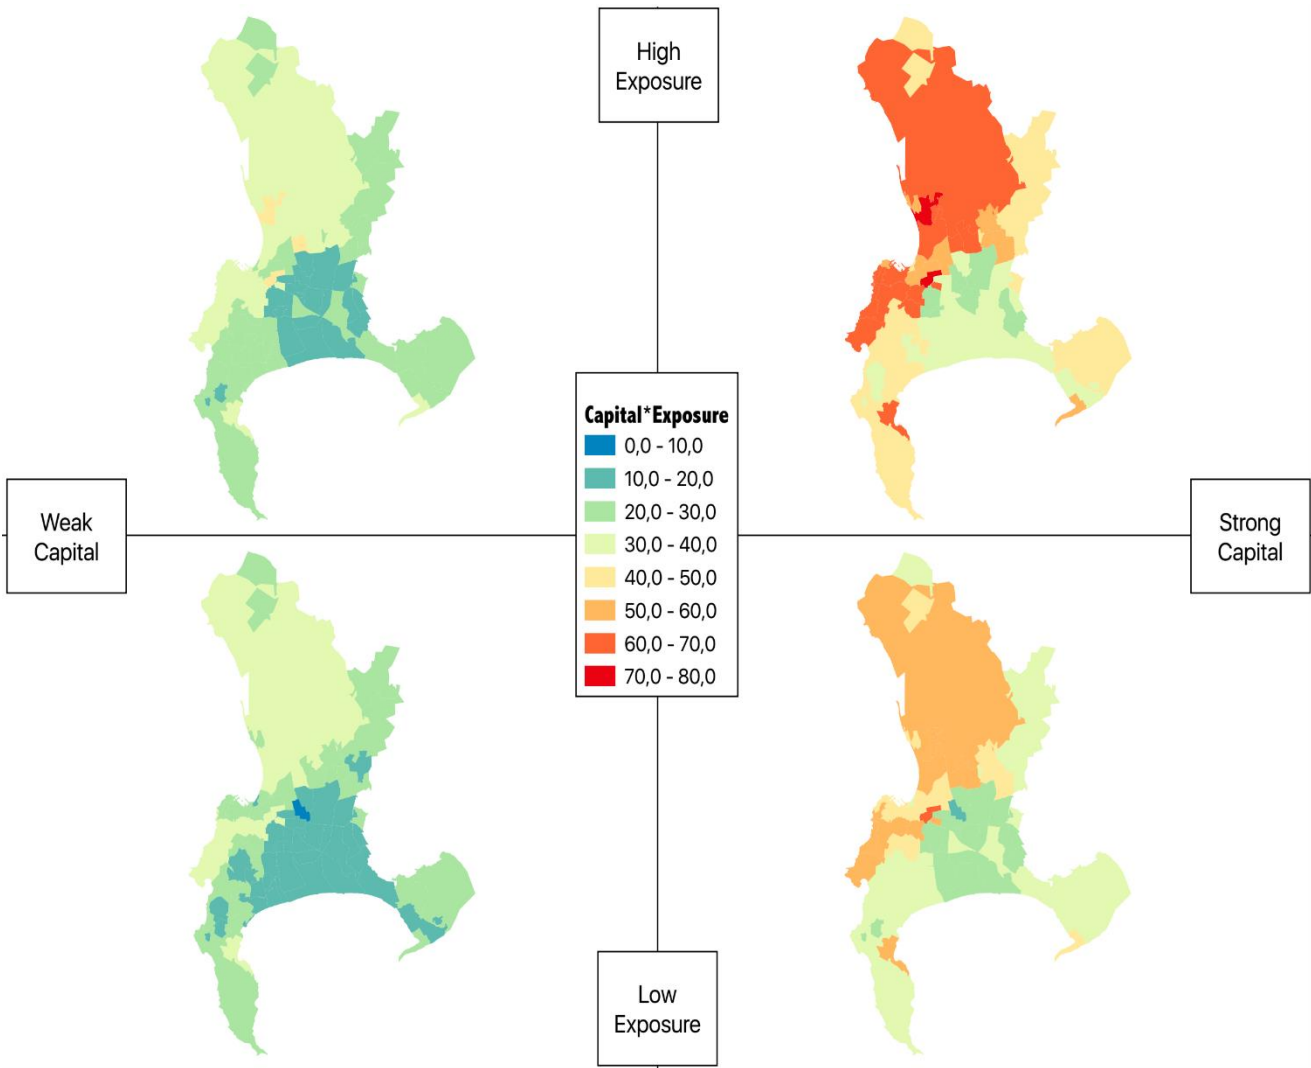 High
Exposure
Capital*Exposure
0,0 - 10,0
10,0 - 20,0
20,0 - 30,0
30,0 - 40,0
40,0 - 50,0
50,0 - 60,0
60,0 - 70,0
70,0 - 80,0
Weak
Capital
Strong
Capital
Low
Exposure